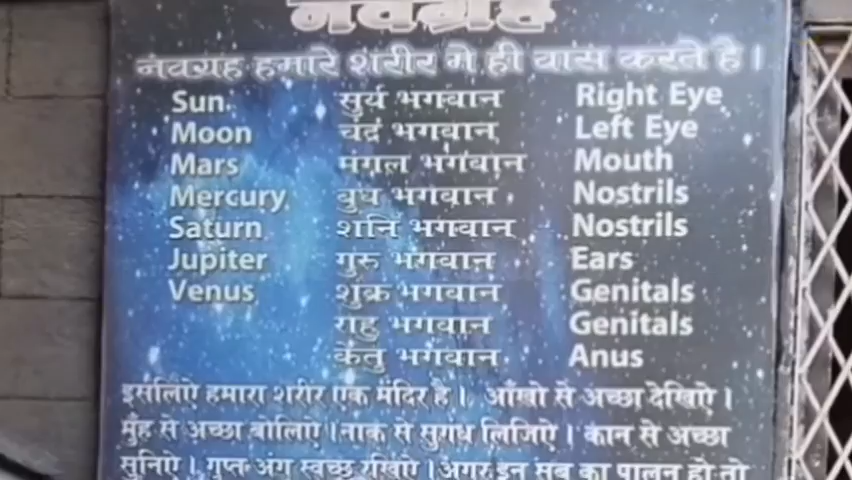 नवग्रह
नवग्रह हमारे शरीर मे ही वास करते है।
Sun सुर्य भगवान Right Eye
Moon चंद्र भगवान Left Eye
Mars मंगल भगवान Mouth
Mercury बुध भगवान Nostrils
Saturn शनि भगवान Nostrils
Jupiter गुरु भगवान Ears
Venus शुक्र भगवान Genitals
राहु भगवान Genitals
केतु भगवान Anus
इसलिऐ हमारा शरीर एक मंदिर है। आँखो से अच्छा देखिऐ।
मुँह से अच्छा बोलिए। नाक से सुगंध लिजिऐ। कान से अच्छा
सुनिऐ। गुप्त अंग स्वच्छ रखिऐ। अगर इन सब का पालन हो तो